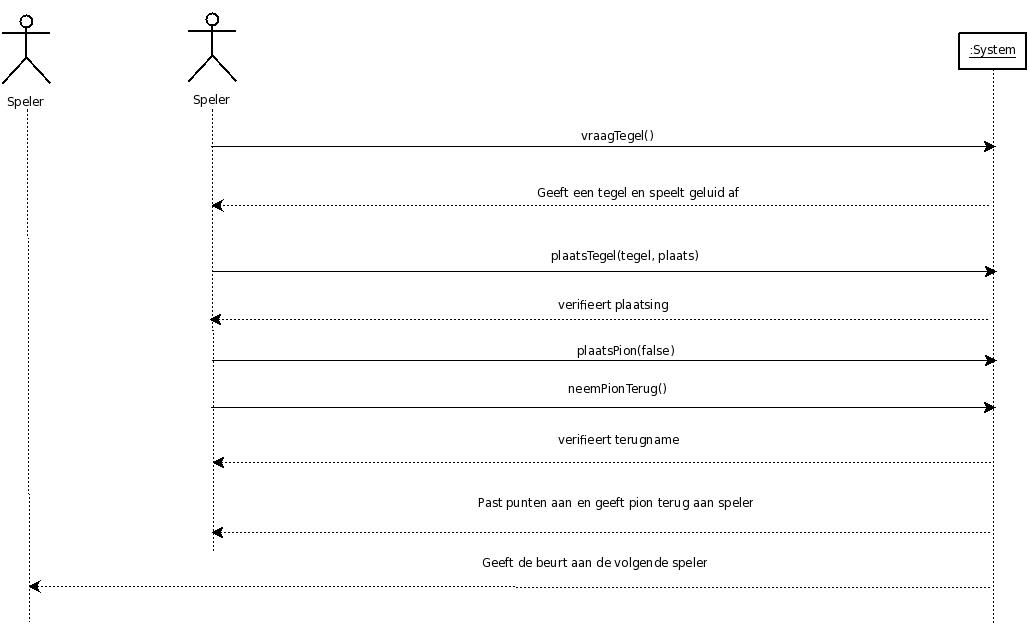 Speler
Speler
:System
vraagTegel()
Geeft een tegel en speelt geluid af
plaatsTegel(tegel, plaats)
verifieert plaatsing
plaatsPion(false)
neemPionTerug()
verifieert terugname
Past punten aan en geeft pion terug aan speler
Geeft de beurt aan de volgende speler